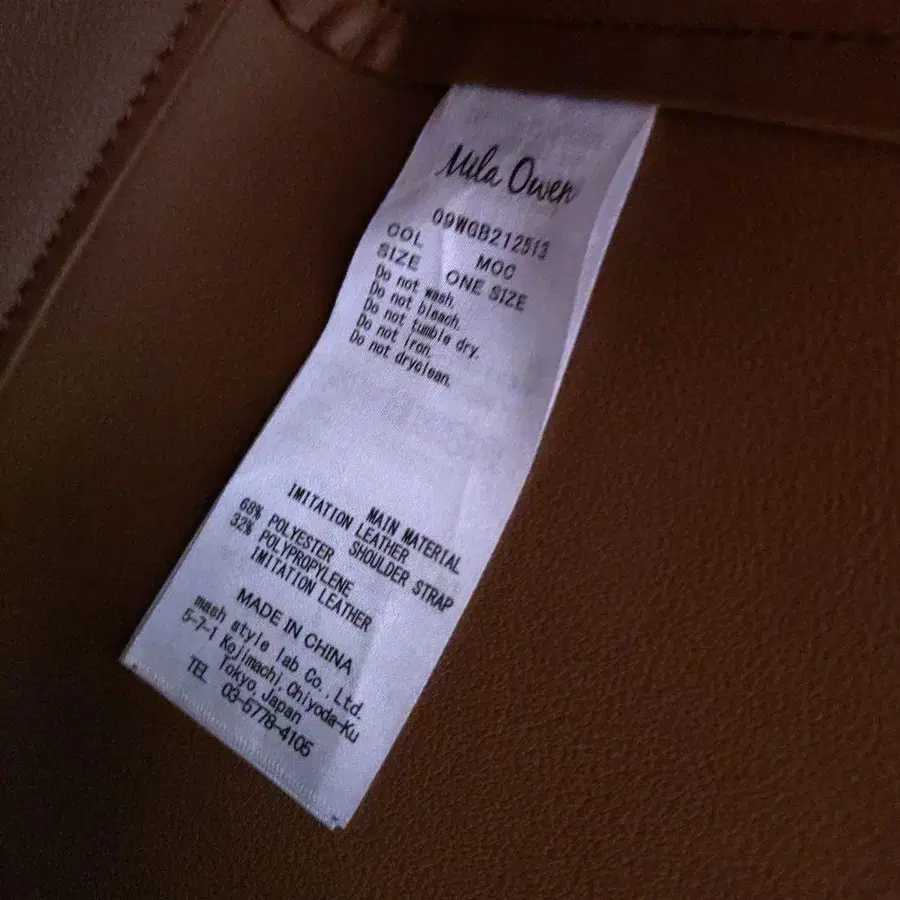 Mila Owen
09WGB212513
COL MOC
SIZE ONE SIZE
Do not wash.
Do not bleach.
Do not tumble dry.
Do not iron.
Do not dryclean.
MAIN MATERIAL
IMITATION LEATHER
SHOULDER STRAP
68% POLYESTER
32% POLYPROPYLENE
IMITATION LEATHER
MADE IN CHINA
mash style lab Co., Ltd.
5-7-1 Kojimachi, Chiyoda-Ku
Tokyo, Japan
TEL 03-5778-4105